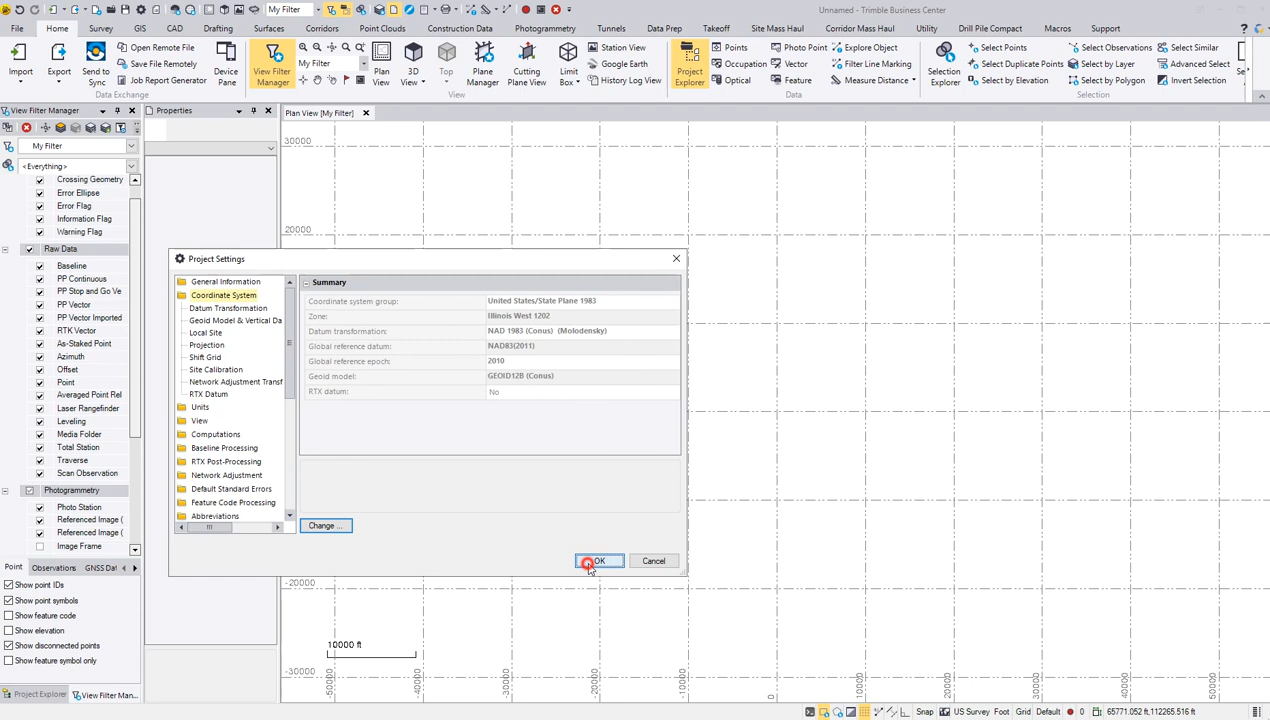 My Filter
Unnamed - Trimble Business Center
File Home Survey GIS CAD Drafting Surfaces Corridors Point Clouds Construction Data Photogrammetry Tunnels Data Prep Takeoff Site Mass Haul Corridor Mass Haul Utility Drill Pile Macros Support
Import
Export
Send to Sync
Open Remote File
Save File Remotely
Job Report Generator
Device Pane
Data Exchange
View Filter Manager
My Filter
Plan View
3D View
Top
Plane Manager
Cutting Plane View
Limit Box
Station View
Google Earth
History Log View
View
Project Explorer
Points
Occupation
Optical
Photo Point
Vector
Feature
Explore Object
Filter Line Marking
Measure Distance
Data
Selection Explorer
Select Points
Select Duplicate Points
Select by Elevation
Select Observations
Select by Layer
Select by Polygon
Select Similar
Advanced Select
Invert Selection
Selection
Se
View Filter Manager
My Filter
<Everything>
Crossing Geometry
Error Ellipse
Error Flag
Information Flag
Warning Flag
Raw Data
Baseline
PP Continuous
PP Stop and Go Ve
PP Vector
PP Vector Imported
RTK Vector
As-Staked Point
Azimuth
Offset
Point
Averaged Point Rel
Laser Rangefinder
Leveling
Media Folder
Total Station
Traverse
Scan Observation
Photogrammetry
Photo Station
Referenced Image (
Referenced Image (
Image Frame
Point Observations GNSS Dat
Show point IDs
Show point symbols
Show feature code
Show elevation
Show disconnected points
Show feature symbol only
Project Explorer View Filter Man...
Properties
Plan View [My Filter]
30000
20000
-20000
-30000
10000 ft
-50000
-40000
-30000
-20000
-10000
0
10000
20000
30000
40000
50000
Project Settings
General Information
Coordinate System
Datum Transformation
Geoid Model & Vertical Da
Local Site
Projection
Shift Grid
Site Calibration
Network Adjustment Transf
RTX Datum
Units
View
Computations
Baseline Processing
RTX Post-Processing
Network Adjustment
Default Standard Errors
Feature Code Processing
Abbreviations
Summary
Coordinate system group: United States/State Plane 1983
Zone: Illinois West 1202
Datum transformation: NAD 1983 (Conus) (Molodensky)
Global reference datum: NAD83(2011)
Global reference epoch: 2010
Geoid model: GEOID12B (Conus)
RTX datum: No
Change ...
OK
Cancel
Snap US Survey Foot Grid Default 0 65771.052 ft,112265.516 ft